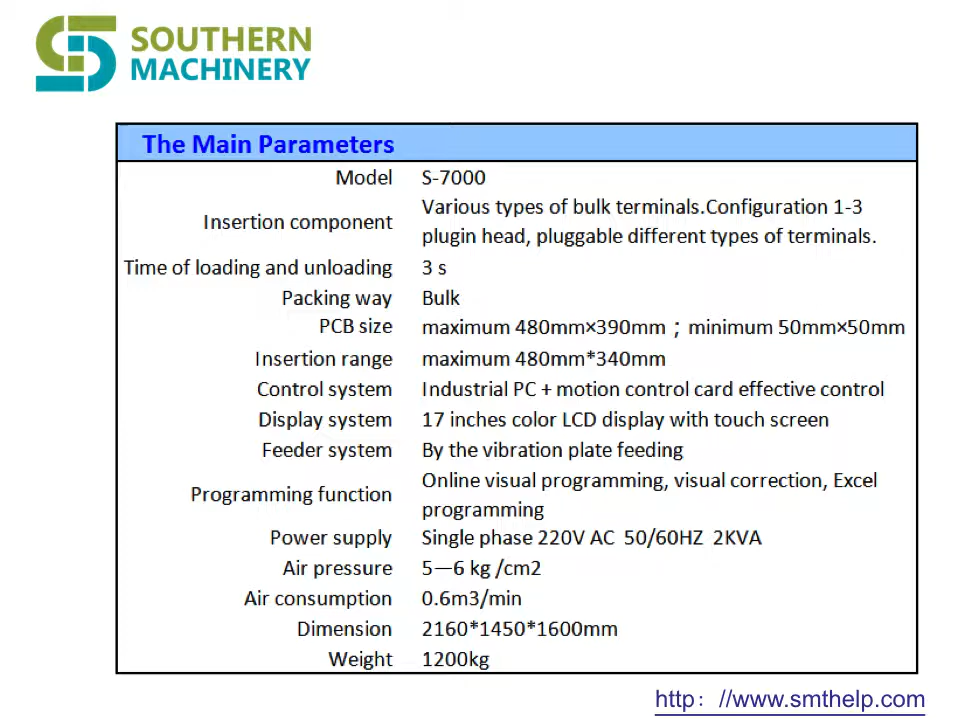 SOUTHERN
MACHINERY
The Main Parameters
Model S-7000
Insertion component Various types of bulk terminals.Configuration 1-3
plugin head, pluggable different types of terminals.
Time of loading and unloading 3 s
Packing way Bulk
PCB size maximum 480mm×390mm；minimum 50mm×50mm
Insertion range maximum 480mm*340mm
Control system Industrial PC + motion control card effective control
Display system 17 inches color LCD display with touch screen
Feeder system By the vibration plate feeding
Programming function Online visual programming, visual correction, Excel
programming
Power supply Single phase 220V AC 50/60HZ 2KVA
Air pressure 5—6 kg /cm2
Air consumption 0.6m3/min
Dimension 2160*1450*1600mm
Weight 1200kg
http：//www.smthelp.com